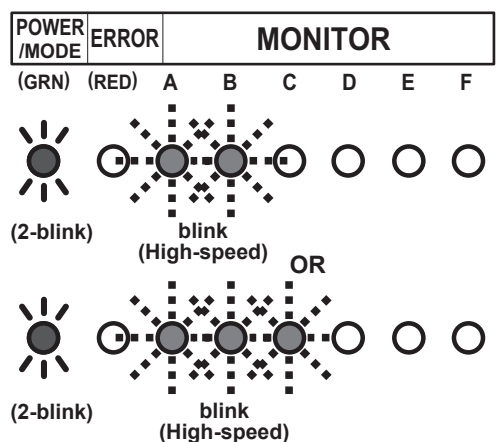 POWER /MODE ERROR MONITOR
(GRN) (RED) A B C D E F
(2-blink) blink
(High-speed)
OR
(2-blink) blink
(High-speed)